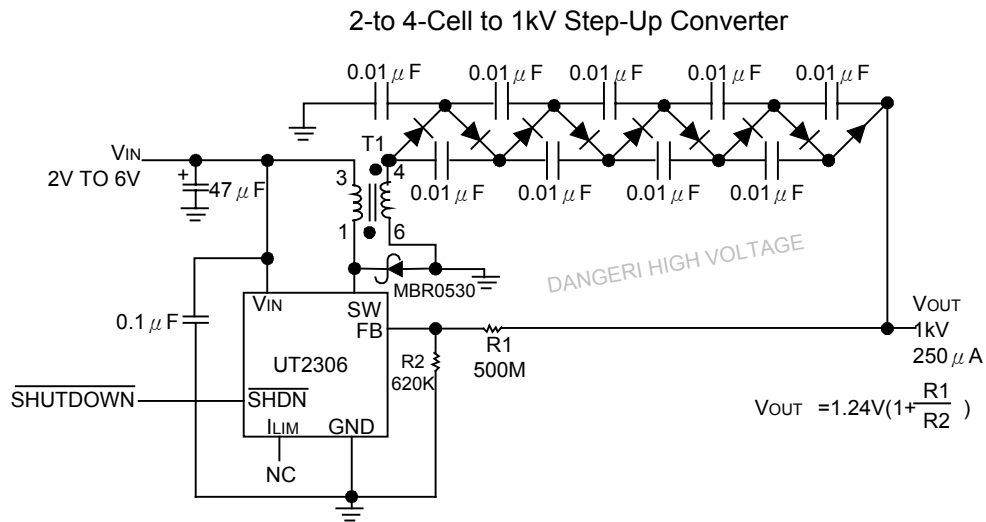 2-to 4-Cell to 1kV Step-Up Converter
0.01μF 0.01μF 0.01μF 0.01μF 0.01μF
T1
VIN
2V TO 6V
+
47μF
3
4
0.01μF 0.01μF 0.01μF 0.01μF
1
6
DANGERI HIGH VOLTAGE
MBR0530
0.1μF
VIN
SW
FB
UT2306
R2
620K
R1
500M
VOUT
1kV
250μA
SHUTDOWN
SHDN
ILIM
GND
NC
VOUT =1.24V(1+R1/R2)